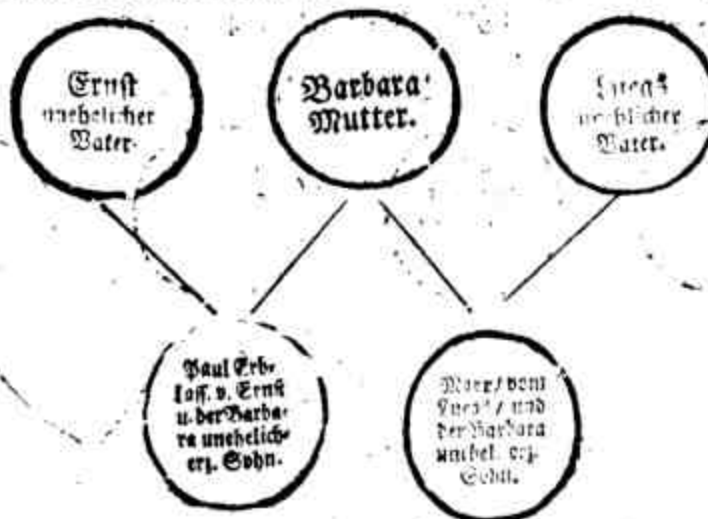 Ernst
unehelicher
Vater.
Barbara
Mutter.
Lucas
unehlicher
Vater.
Paul Erb-
lass. v. Ernst
u. der Barba-
ra unehelich-
erz. Sohn.
Marx / vom
Lucas / und
der Barbara
unehel. erz.
Sohn.